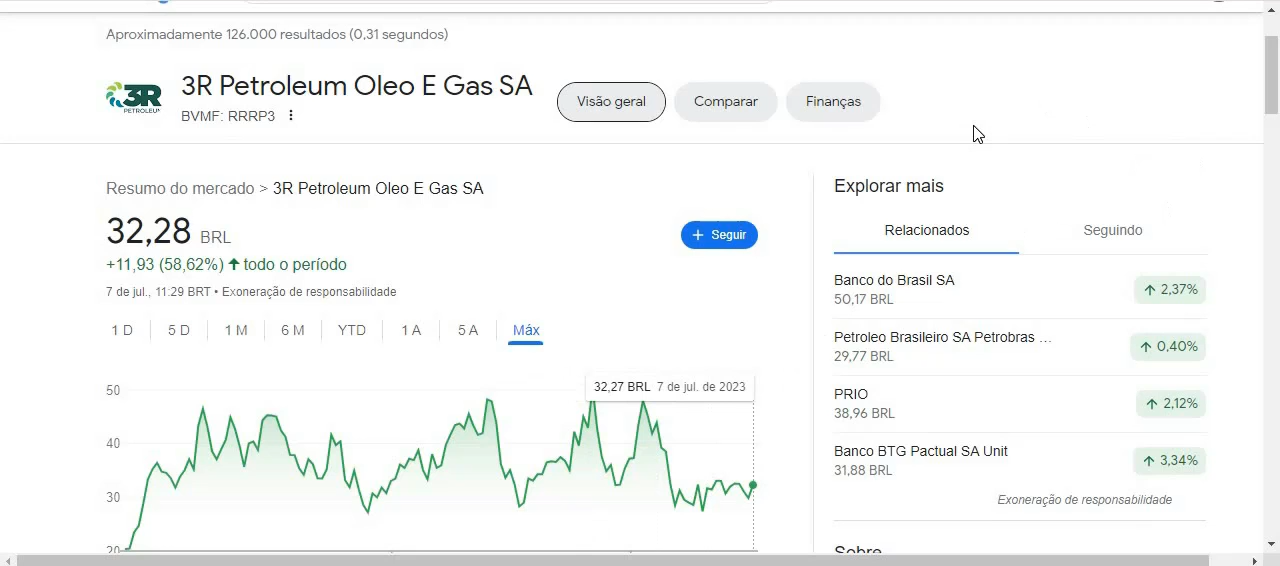 Aproximadamente 126.000 resultados (0,31 segundos)
3R
PETROLEUM
3R Petroleum Oleo E Gas SA
BVMF: RRRP3
Visão geral
Comparar
Finanças
Resumo do mercado > 3R Petroleum Oleo E Gas SA
32,28 BRL
+ Seguir
+11,93 (58,62%) ↑ todo o período
7 de jul., 11:29 BRT • Exoneração de responsabilidade
1 D 5 D 1 M 6 M YTD 1 A 5 A Máx
32,27 BRL 7 de jul. de 2023
50
40
30
20
Explorar mais
Relacionados Seguindo
Banco do Brasil SA
50,17 BRL
↑ 2,37%
Petroleo Brasileiro SA Petrobras ...
29,77 BRL
↑ 0,40%
PRIO
38,96 BRL
↑ 2,12%
Banco BTG Pactual SA Unit
31,88 BRL
↑ 3,34%
Exoneração de responsabilidade
Sobre